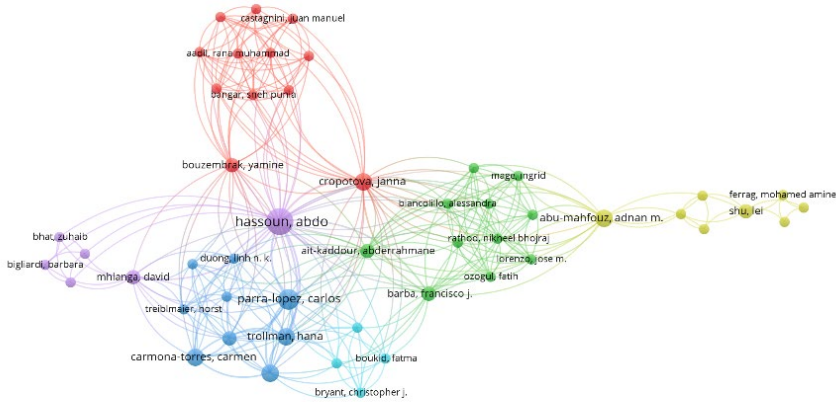 castagnini, juan manuel
aadil, rana muhammad
bangar, sneh punia
bouzembrak, yamine
cropotova, janna
mage, ingrid
ferrag, mohamed amine
biancolillo, alessandra
shu, lei
abu-mahfouz, adnan m.
hassoun, abdo
bhat, zuhaib
rathod, nikheel bhojraj
ait-kaddour, abderrahmane
duong, linh n. k.
lorenzo, jose m.
bigliardi, barbara
mhlanga, david
ozogul, fatih
barba, francisco j.
parra-lopez, carlos
treiblmaier, horst
trollman, hana
carmona-torres, carmen
boukid, fatma
bryant, christopher j.